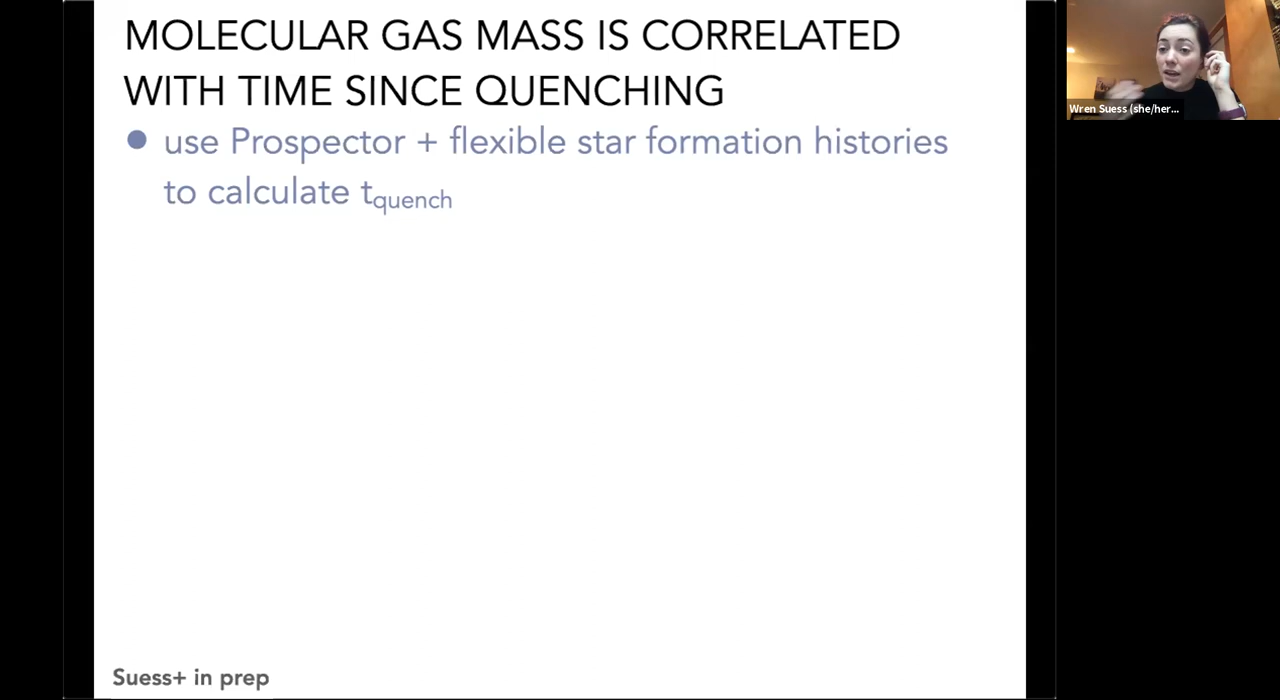 MOLECULAR GAS MASS IS CORRELATED
WITH TIME SINCE QUENCHING
● use Prospector + flexible star formation histories
to calculate tquench
Suess+ in prep
Wren Suess (she/her...